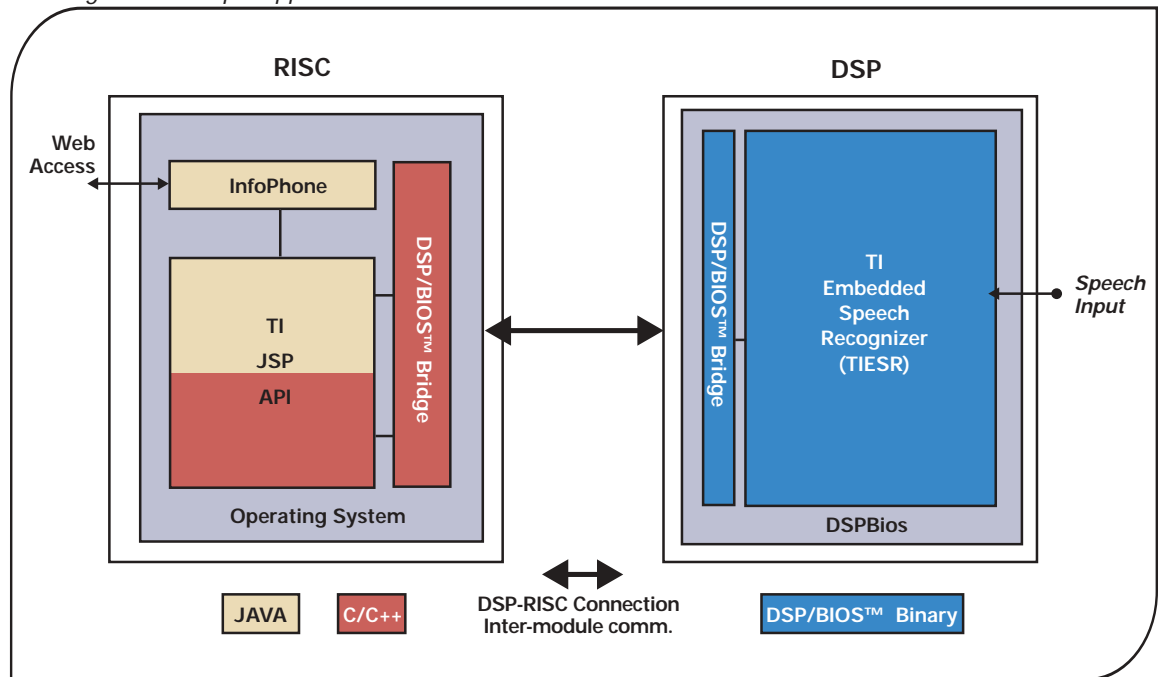 RISC
DSP
Web
Access
InfoPhone
TI
JSP
API
DSP/BIOS™ Bridge
Operating System
DSP/BIOS™ Bridge
TI
Embedded
Speech
Recognizer
(TIESR)
DSPBios
Speech
Input
JAVA
C/C++
DSP-RISC Connection
Inter-module comm.
DSP/BIOS™ Binary